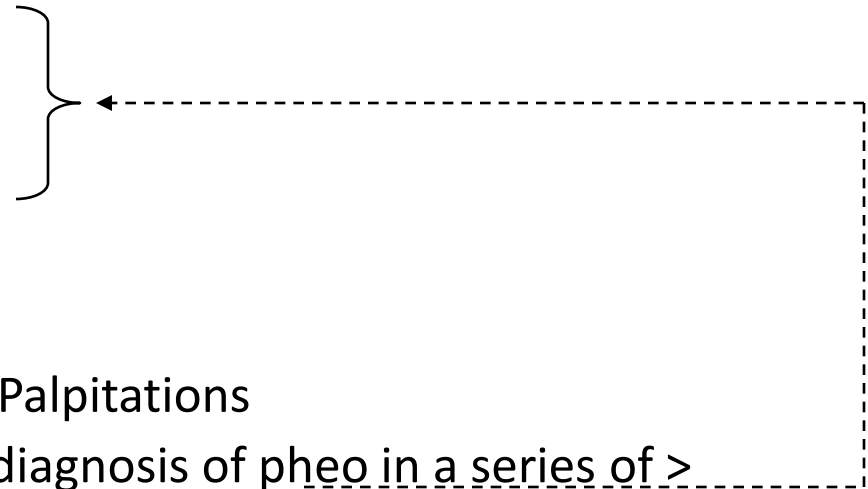 Palpitations
diagnosis of pheo in a series of >